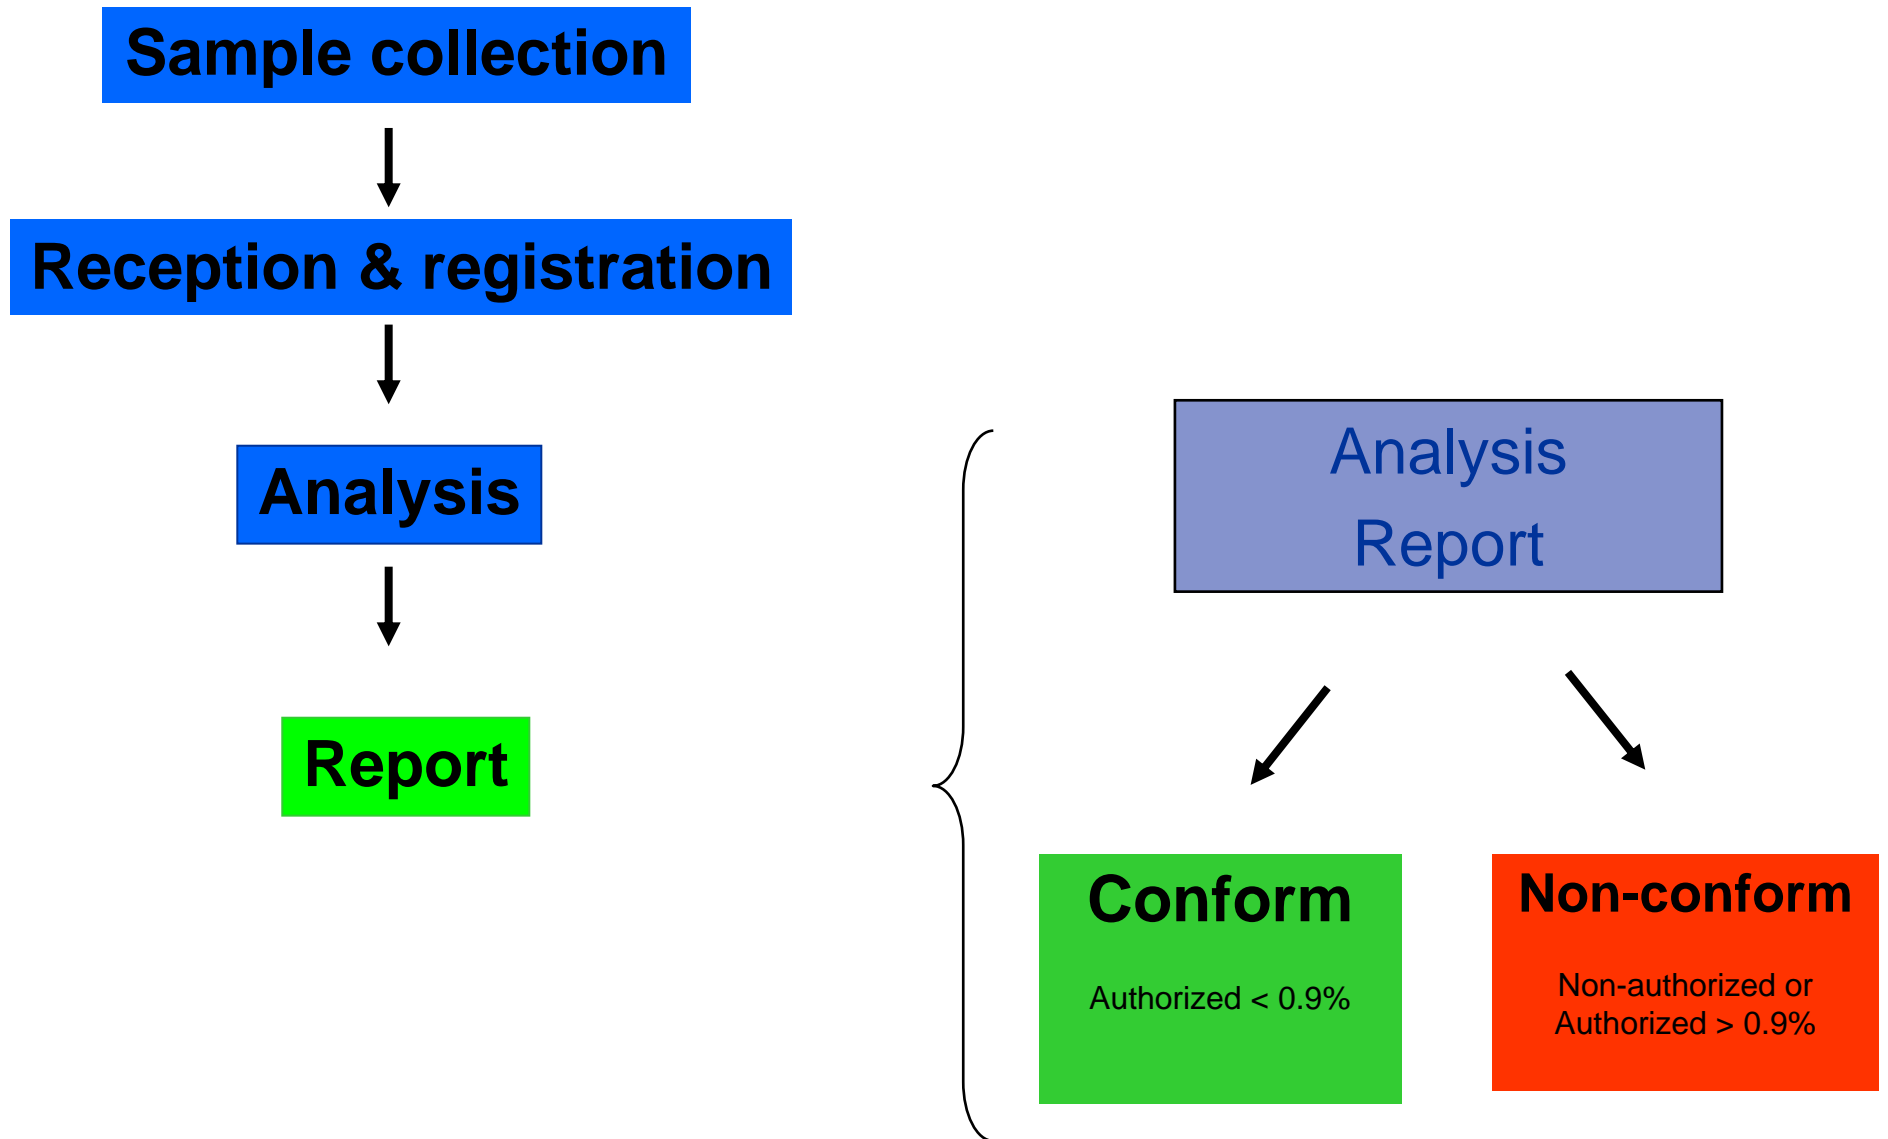 Sample collection
Reception & registration
Analysis
Report
Analysis
Report
Conform
Authorized < 0.9%
Non-conform
Non-authorized or
Authorized > 0.9%